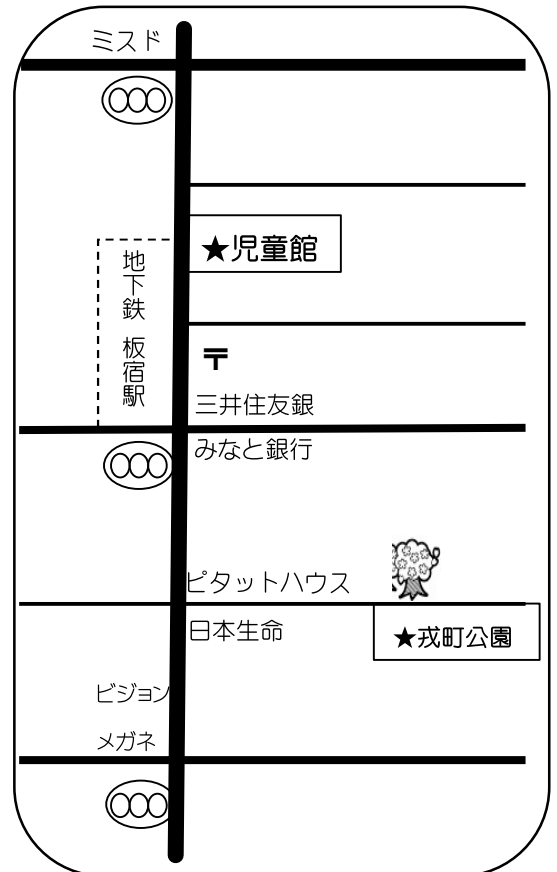 ミスド
★児童館
地下鉄 板宿駅
〒
三井住友銀
みなと銀行
ピタットハウス
日本生命
★戎町公園
ビジョン
メガネ